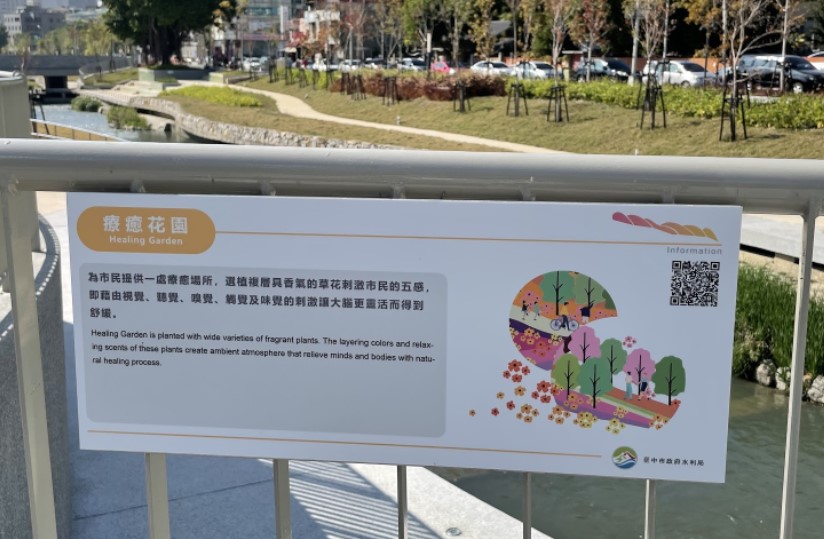 療癒花園
Healing Garden
Information
為市民提供一處療癒場所，選植複層具香氣的草花刺激市民的五感，
即藉由視覺、聽覺、嗅覺、觸覺及味覺的刺激讓大腦更靈活而得到
舒緩。
Healing Garden is planted with wide varieties of fragrant plants. The layering colors and relax-
ing scents of these plants create ambient atmosphere that relieve minds and bodies with natu-
ral healing process.
臺中市政府水利局